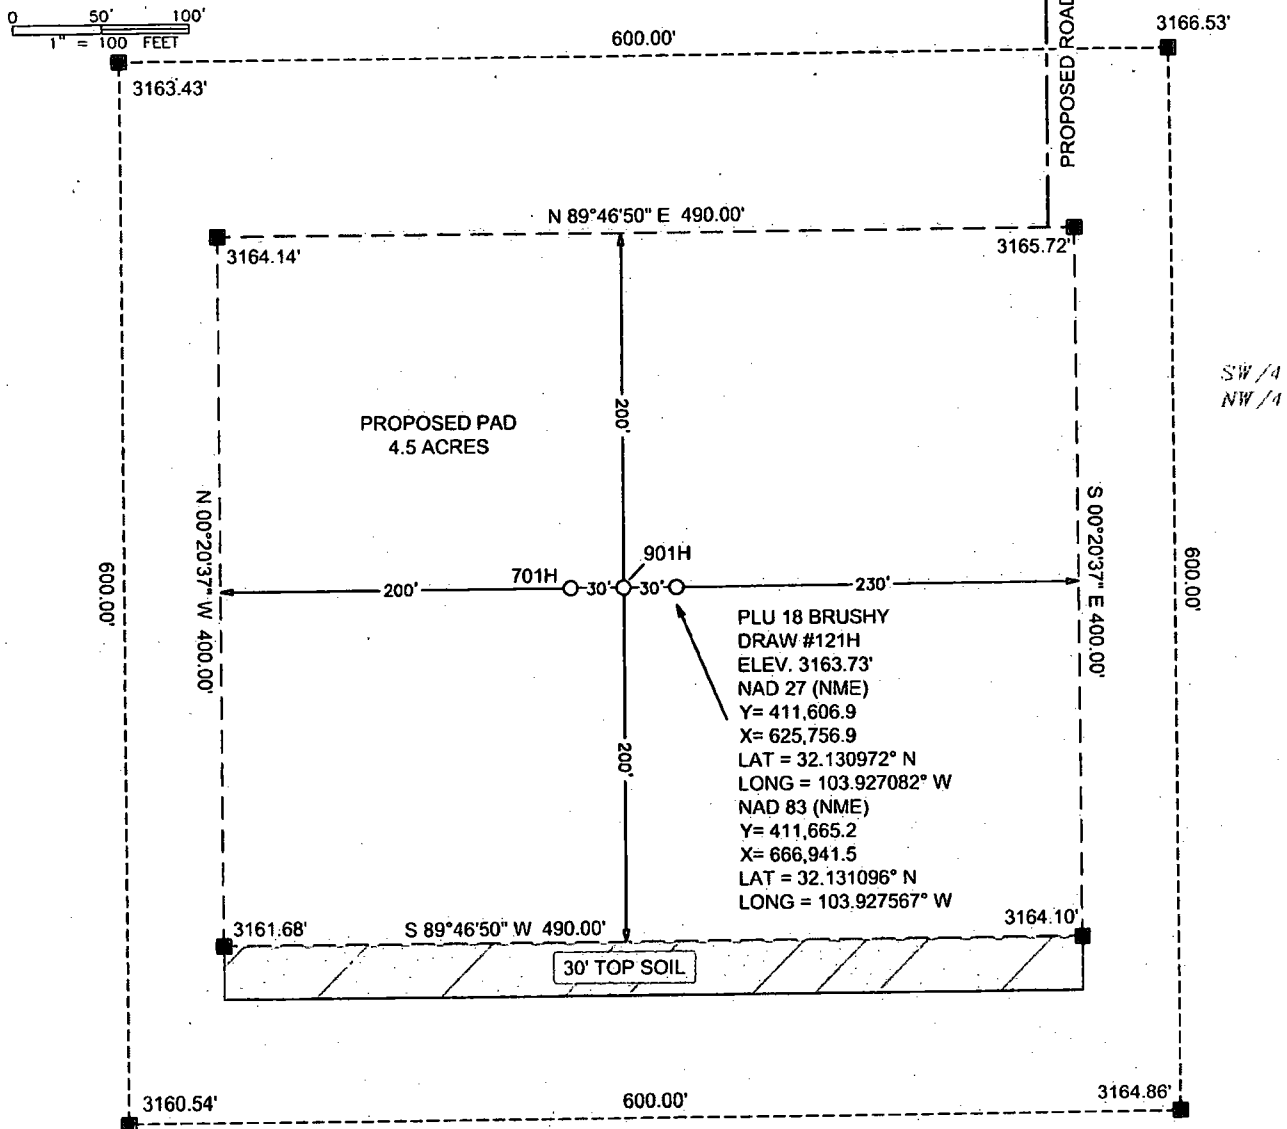 0 50' 100'
1" = 100 FEET
600.00'
3166.53'
3163.43'
PROPOSED ROAD
N 89°46'50" E 490.00'
3164.14'
3165.72'
SW/4
NW/4
PROPOSED PAD
4.5 ACRES
200'
N 00°20'37" W 400.00'
S 00°20'37" E 400.00'
600.00'
600.00'
901H
701H
200'
30'
30'
230'
PLU 18 BRUSHY
DRAW #121H
ELEV. 3163.73'
NAD 27 (NME)
Y= 411,606.9
X= 625,756.9
LAT = 32.130972° N
LONG = 103.927082° W
NAD 83 (NME)
Y= 411,665.2
X= 666,941.5
LAT = 32.131096° N
LONG = 103.927567° W
200'
3161.68'
S 89°46'50" W 490.00'
3164.10'
30' TOP SOIL
3160.54'
600.00'
3164.86'